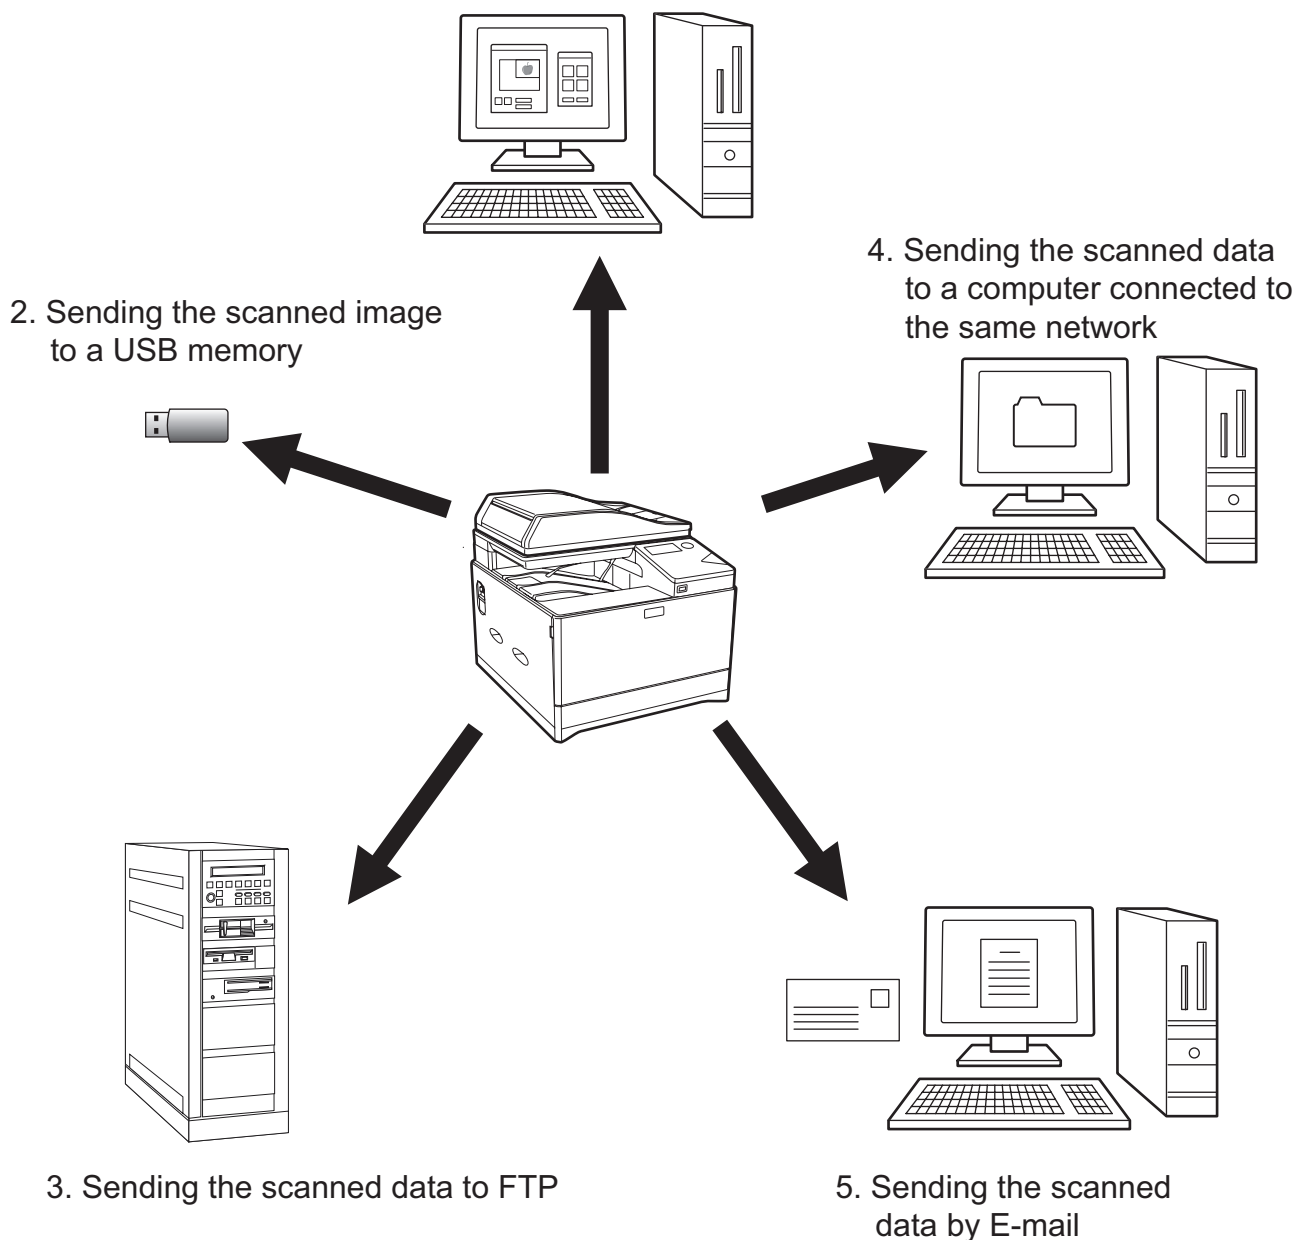 2. Sending the scanned image
to a USB memory
4. Sending the scanned data
to a computer connected to
the same network
3. Sending the scanned data to FTP
5. Sending the scanned
data by E-mail